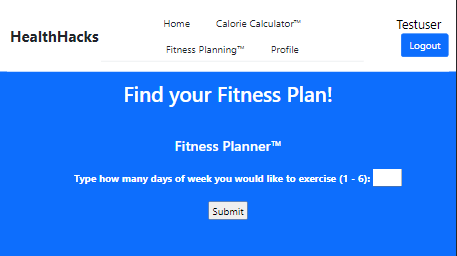 HealthHacks
Home Calorie Calculator™
Fitness Planning™ Profile
Testuser
Logout
Find your Fitness Plan!
Fitness Planner™
Type how many days of week you would like to exercise (1 - 6):
Submit